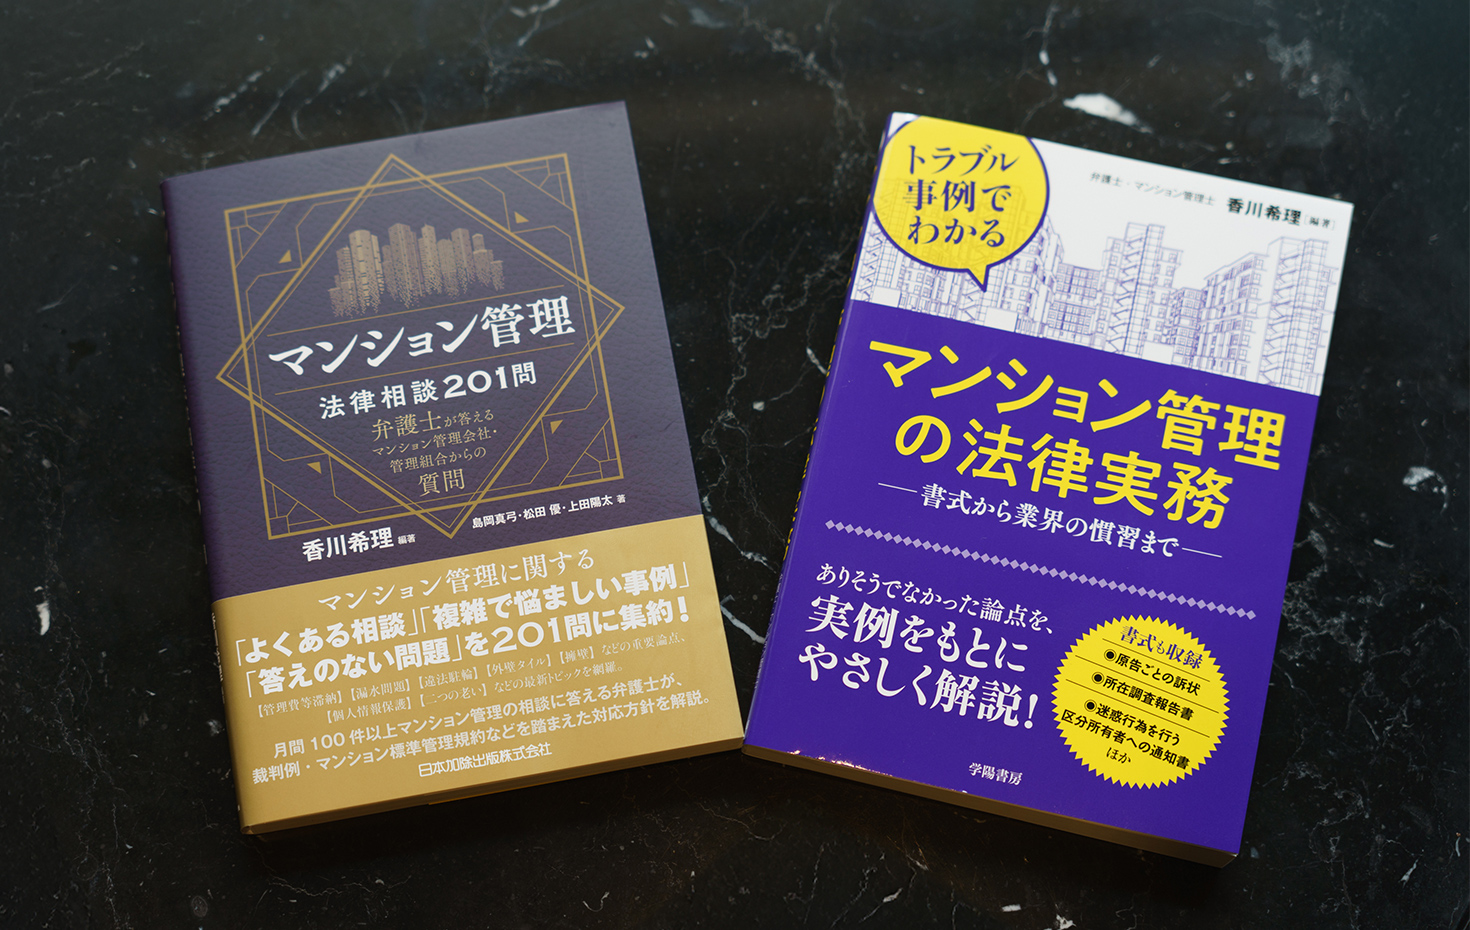 マンション管理
法律相談201問
弁護士が答える
マンション管理会社・
管理組合からの
質問
島岡真弓・松田 優・上田陽太 著
香川希理 編著
マンション管理に関する
「よくある相談」「複雑で悩ましい事例」
「答えのない問題」を201問に集約!
【管理費等滞納】【漏水問題】【違法駐輪】【外壁タイル】【擁壁】などの重要論点、
【個人情報保護】【二つの老い】などの最新トピックを網羅。
月間100件以上マンション管理の相談に答える弁護士が、
裁判例・マンション標準管理規約などを踏まえた対応方針を解説。
日本加除出版株式会社
トラブル
事例で
わかる
弁護士・マンション管理士 香川希理[編著]
マンション管理
の法律実務
―書式から業界の慣習まで―
ありそうでなかった論点を、
実例をもとに
やさしく解説!
書式も収録
◉原告ごとの訴状
◉所在調査報告書
◉迷惑行為を行う
区分所有者への通知書
ほか
学陽書房